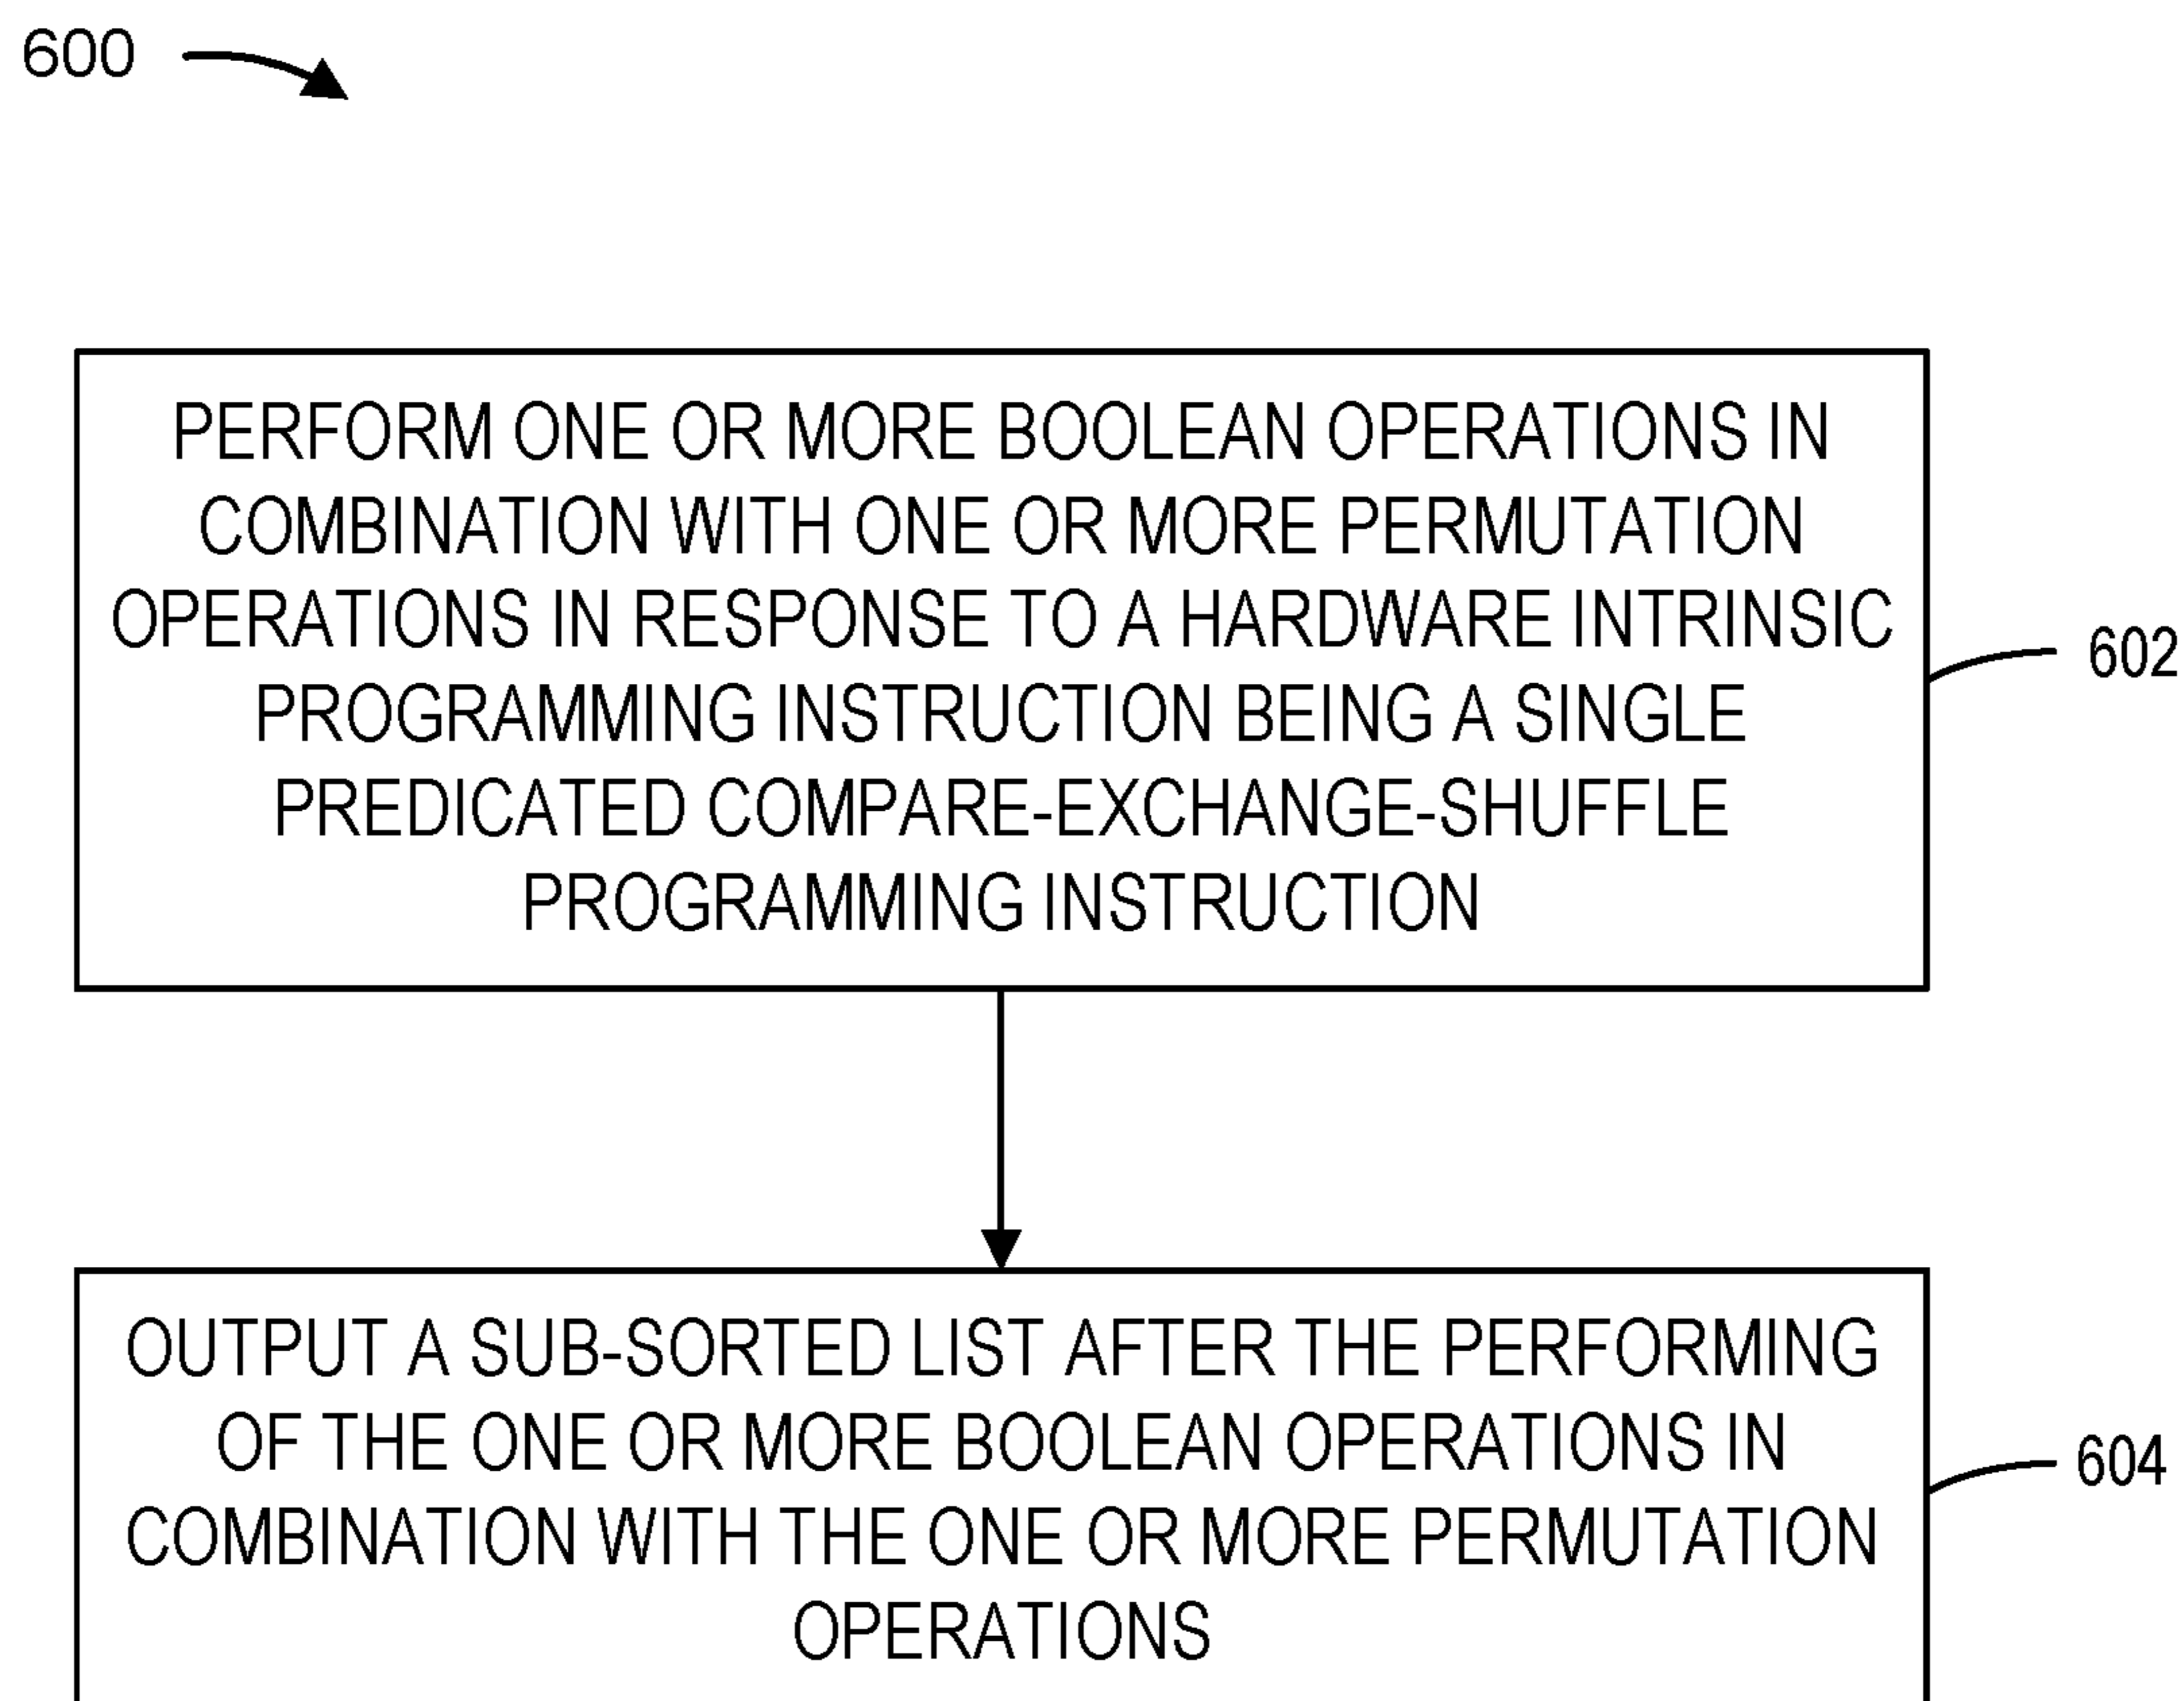 600
PERFORM ONE OR MORE BOOLEAN OPERATIONS IN
COMBINATION WITH ONE OR MORE PERMUTATION
OPERATIONS IN RESPONSE TO A HARDWARE INTRINSIC
PROGRAMMING INSTRUCTION BEING A SINGLE
PREDICATED COMPARE-EXCHANGE-SHUFFLE
PROGRAMMING INSTRUCTION
602
OUTPUT A SUB-SORTED LIST AFTER THE PERFORMING
OF THE ONE OR MORE BOOLEAN OPERATIONS IN
COMBINATION WITH THE ONE OR MORE PERMUTATION
OPERATIONS
604